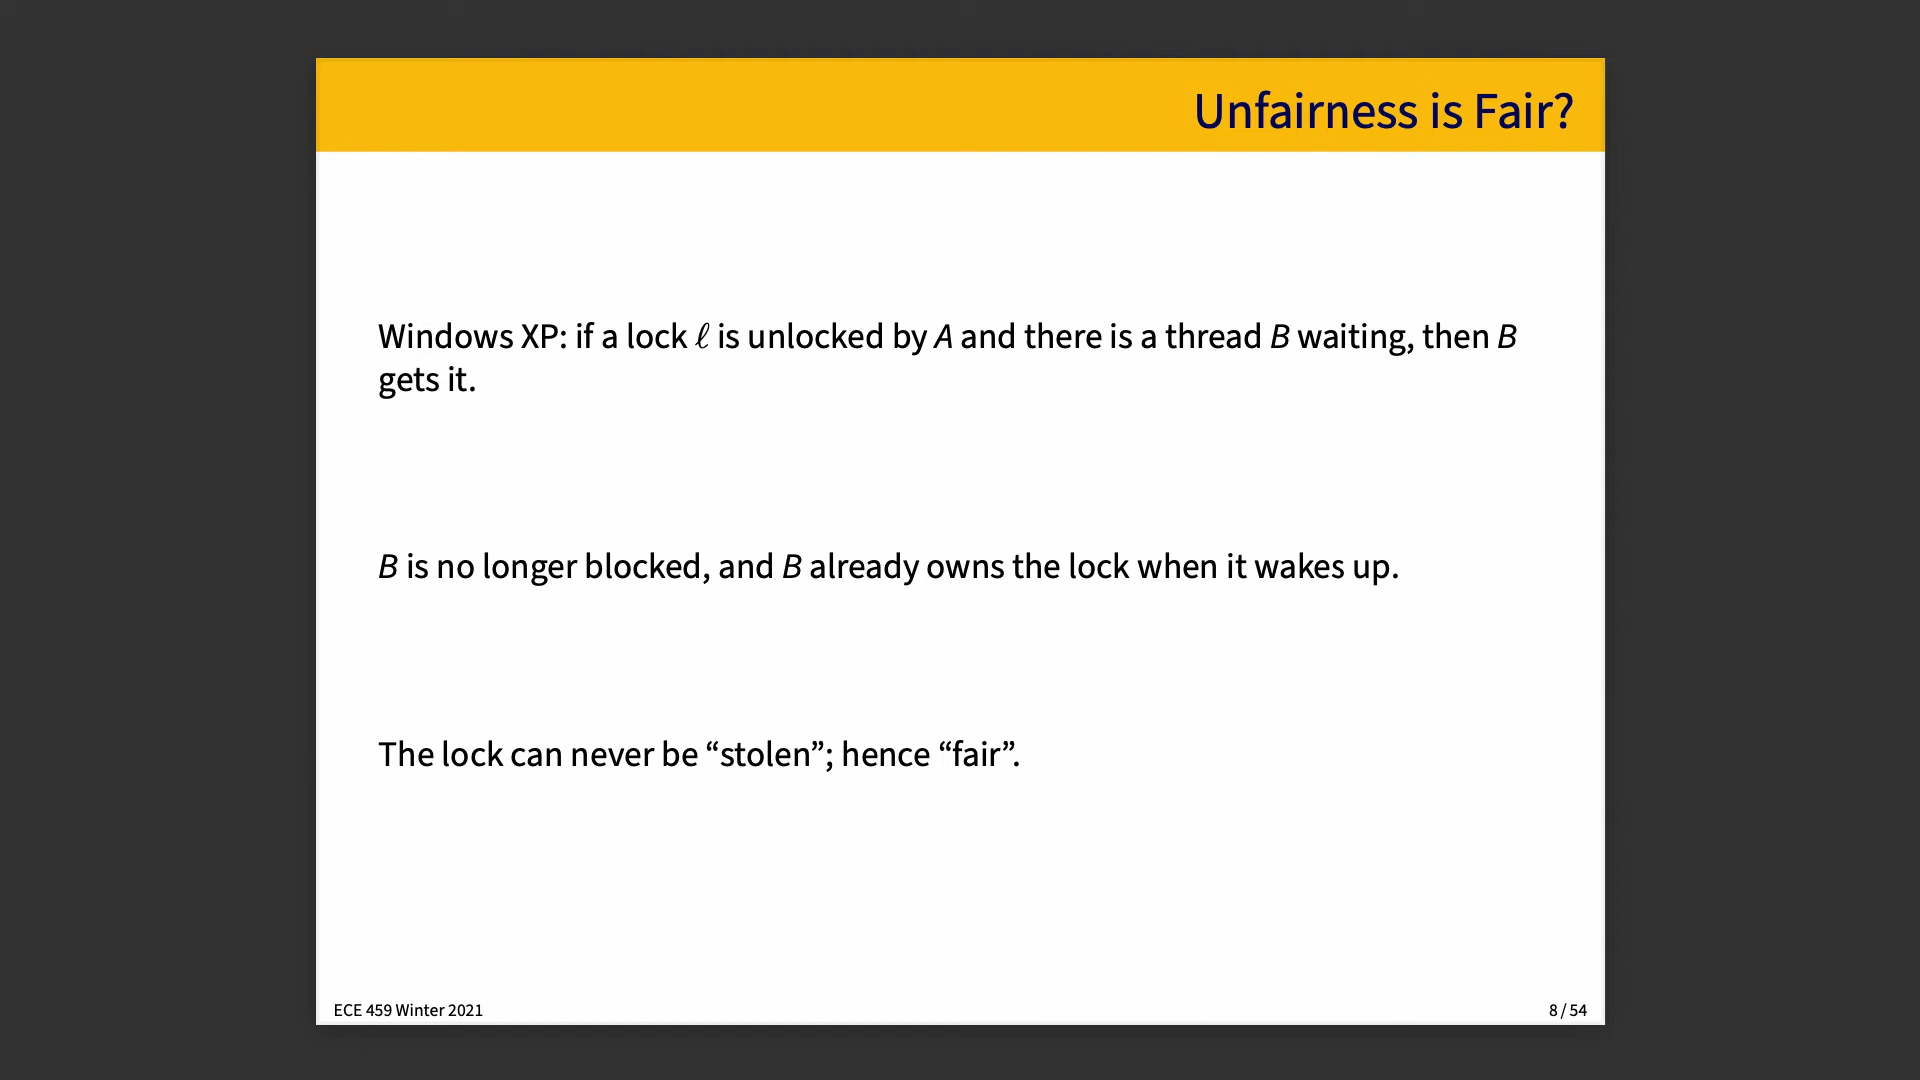 Unfairness is Fair?
Windows XP: if a lock ℓ is unlocked by A and there is a thread B waiting, then B
gets it.
B is no longer blocked, and B already owns the lock when it wakes up.
The lock can never be “stolen”; hence “fair”.
ECE 459 Winter 2021
8 / 54